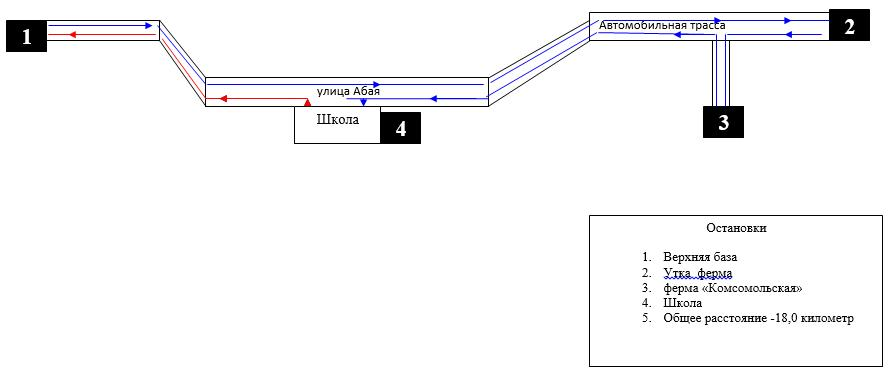 1
Автомобильная трасса
2
улица Абая
Школа
4
3
Остановки
1. Верхняя база
2. Утка ферма
3. ферма «Комсомольская»
4. Школа
5. Общее расстояние -18,0 километр